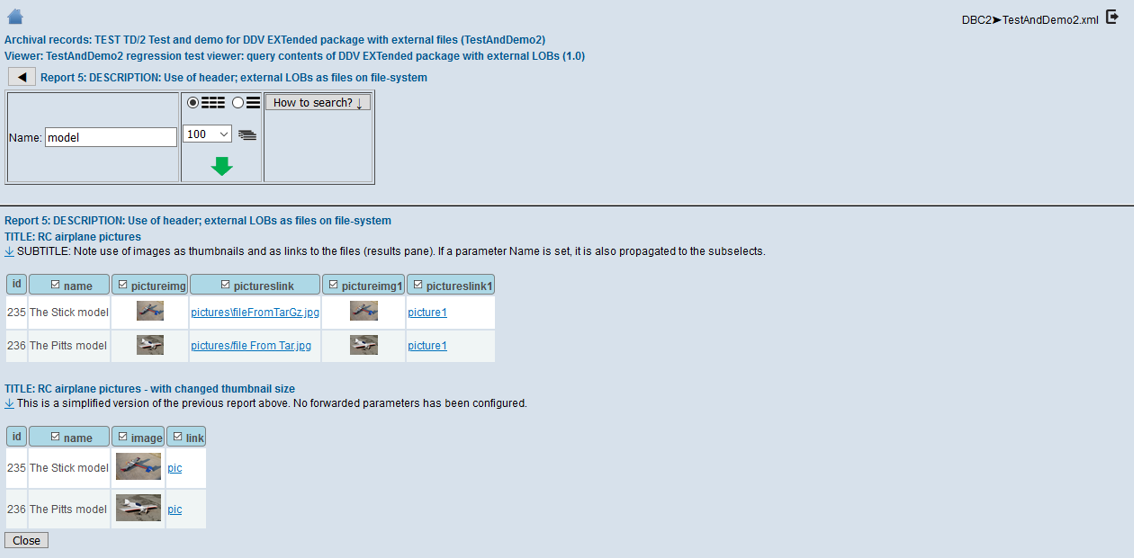 DBC2➤TestAndDemo2.xml
Archival records: TEST TD/2 Test and demo for DDV EXTended package with external files (TestAndDemo2)
Viewer: TestAndDemo2 regression test viewer: query contents of DDV EXTended package with external LOBs (1.0)
◀ Report 5: DESCRIPTION: Use of header; external LOBs as files on file-system
How to search? ↓
Name: model
100
Report 5: DESCRIPTION: Use of header; external LOBs as files on file-system
TITLE: RC airplane pictures
↓ SUBTITLE: Note use of images as thumbnails and as links to the files (results pane). If a parameter Name is set, it is also propagated to the subselects.
id name pictureimg pictureslink pictureimg1 pictureslink1
235 The Stick model pictures\fileFromTarGz.jpg picture1
236 The Pitts model pictures/file From Tar.jpg picture1
TITLE: RC airplane pictures - with changed thumbnail size
↓ This is a simplified version of the previous report above. No forwarded parameters has been configured.
id name image link
235 The Stick model pic
236 The Pitts model pic
Close